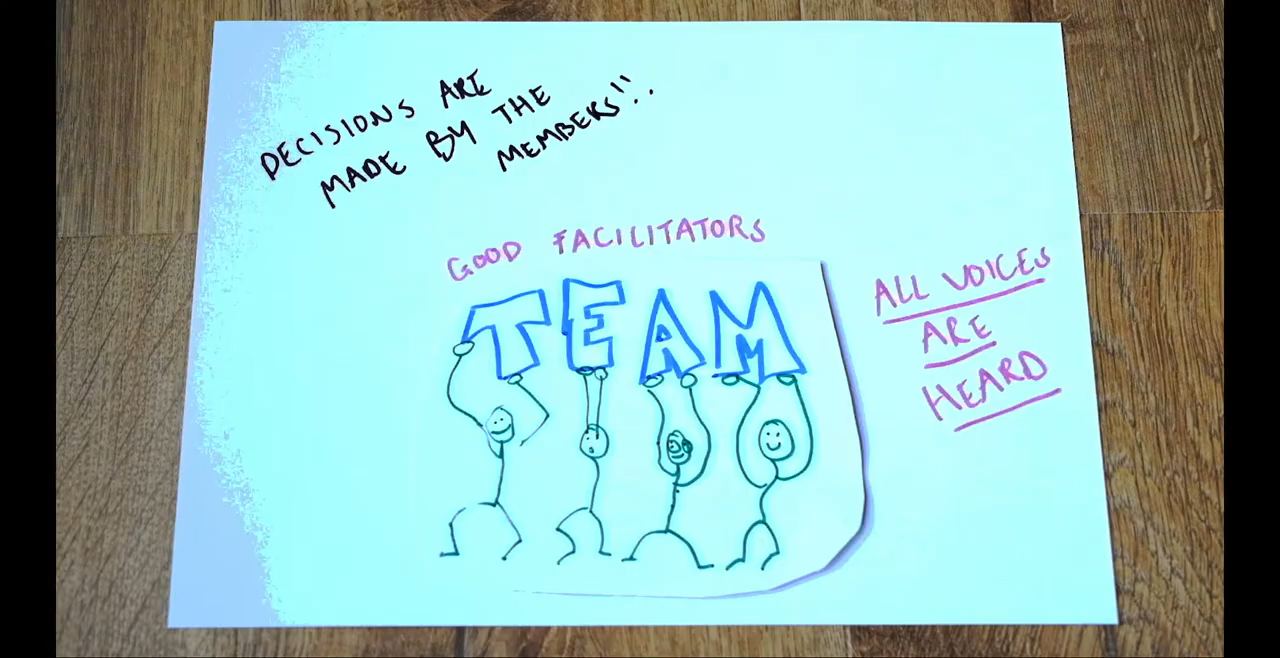 DECISIONS ARE
MADE BY THE
MEMBERS!!
GOOD FACILITATORS
TEAM
ALL VOICES
ARE
HEARD